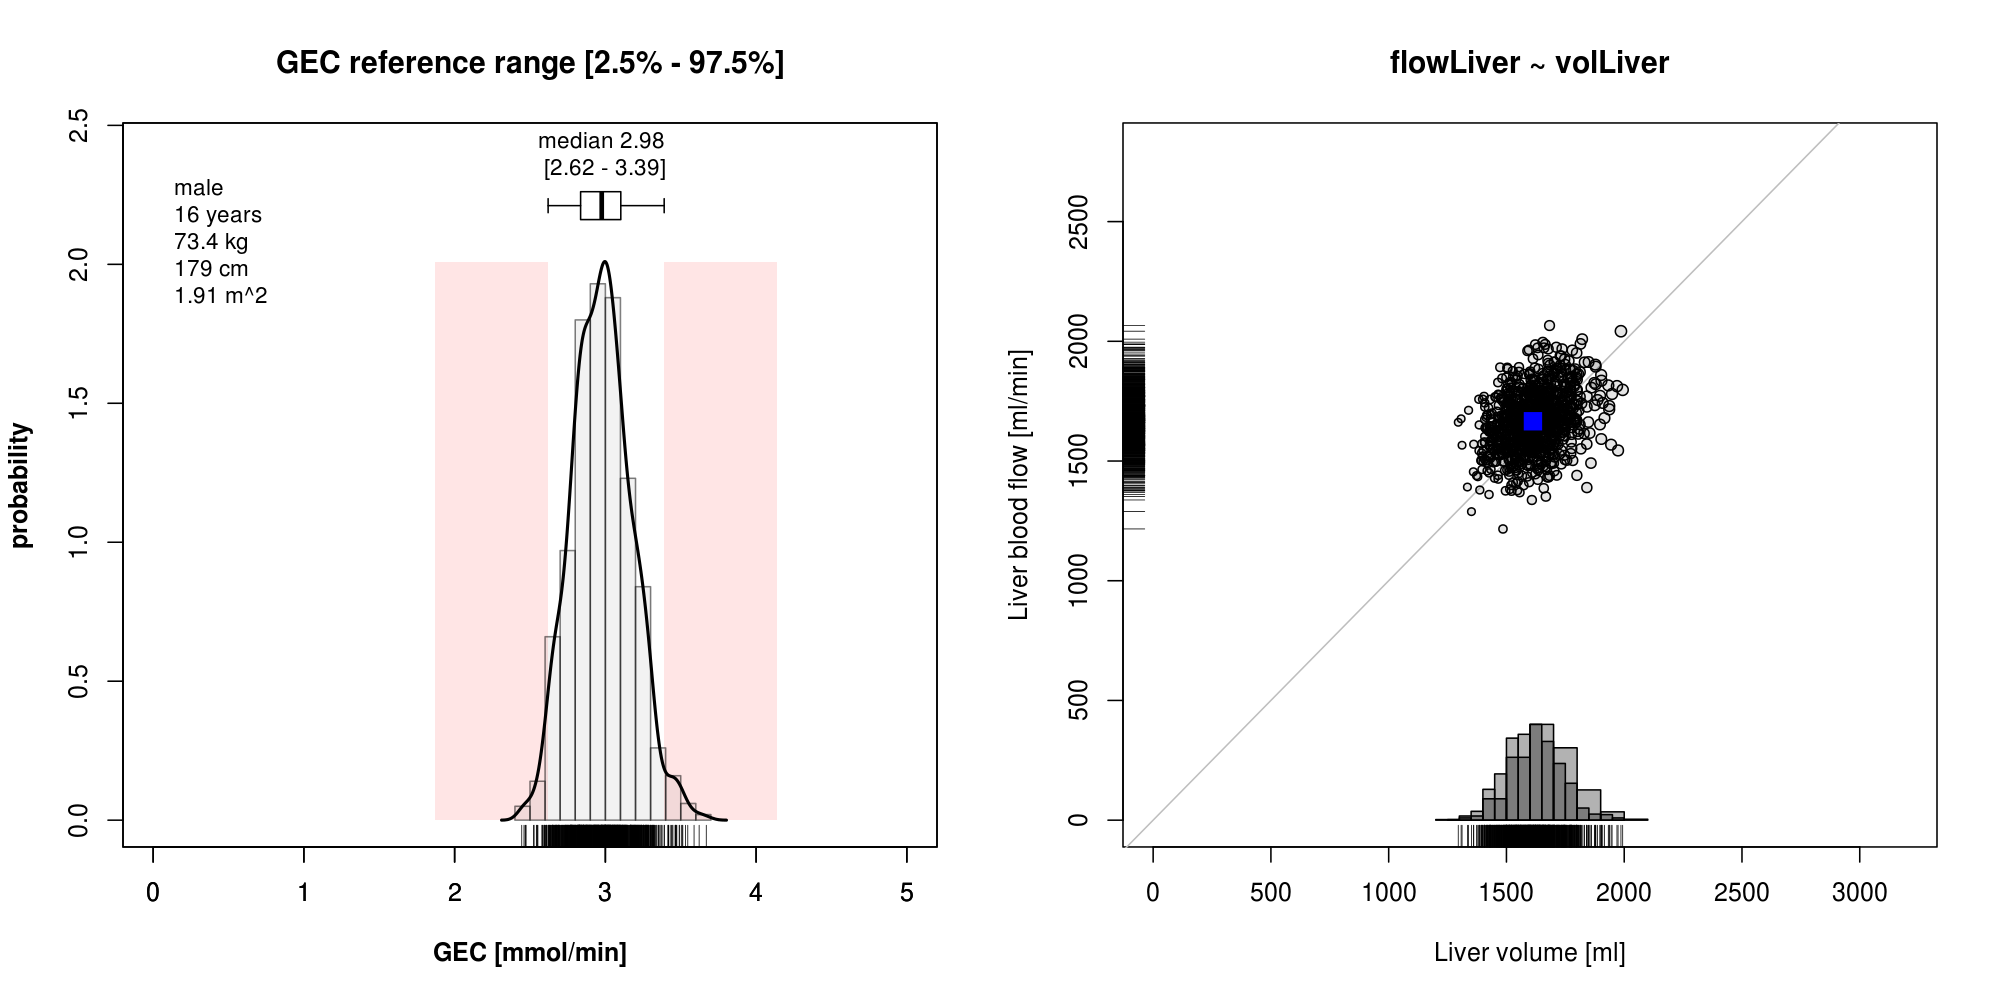 GEC reference range [2.5% - 97.5%]
median 2.98
[2.62 - 3.39]
male
16 years
73.4 kg
179 cm
1.91 m^2
probability
2.5
2.0
1.5
1.0
0.5
0.0
0 1 2 3 4 5
GEC [mmol/min]
flowLiver ~ volLiver
Liver blood flow [ml/min]
2500
2000
1500
1000
500
0
0 500 1000 1500 2000 2500 3000
Liver volume [ml]